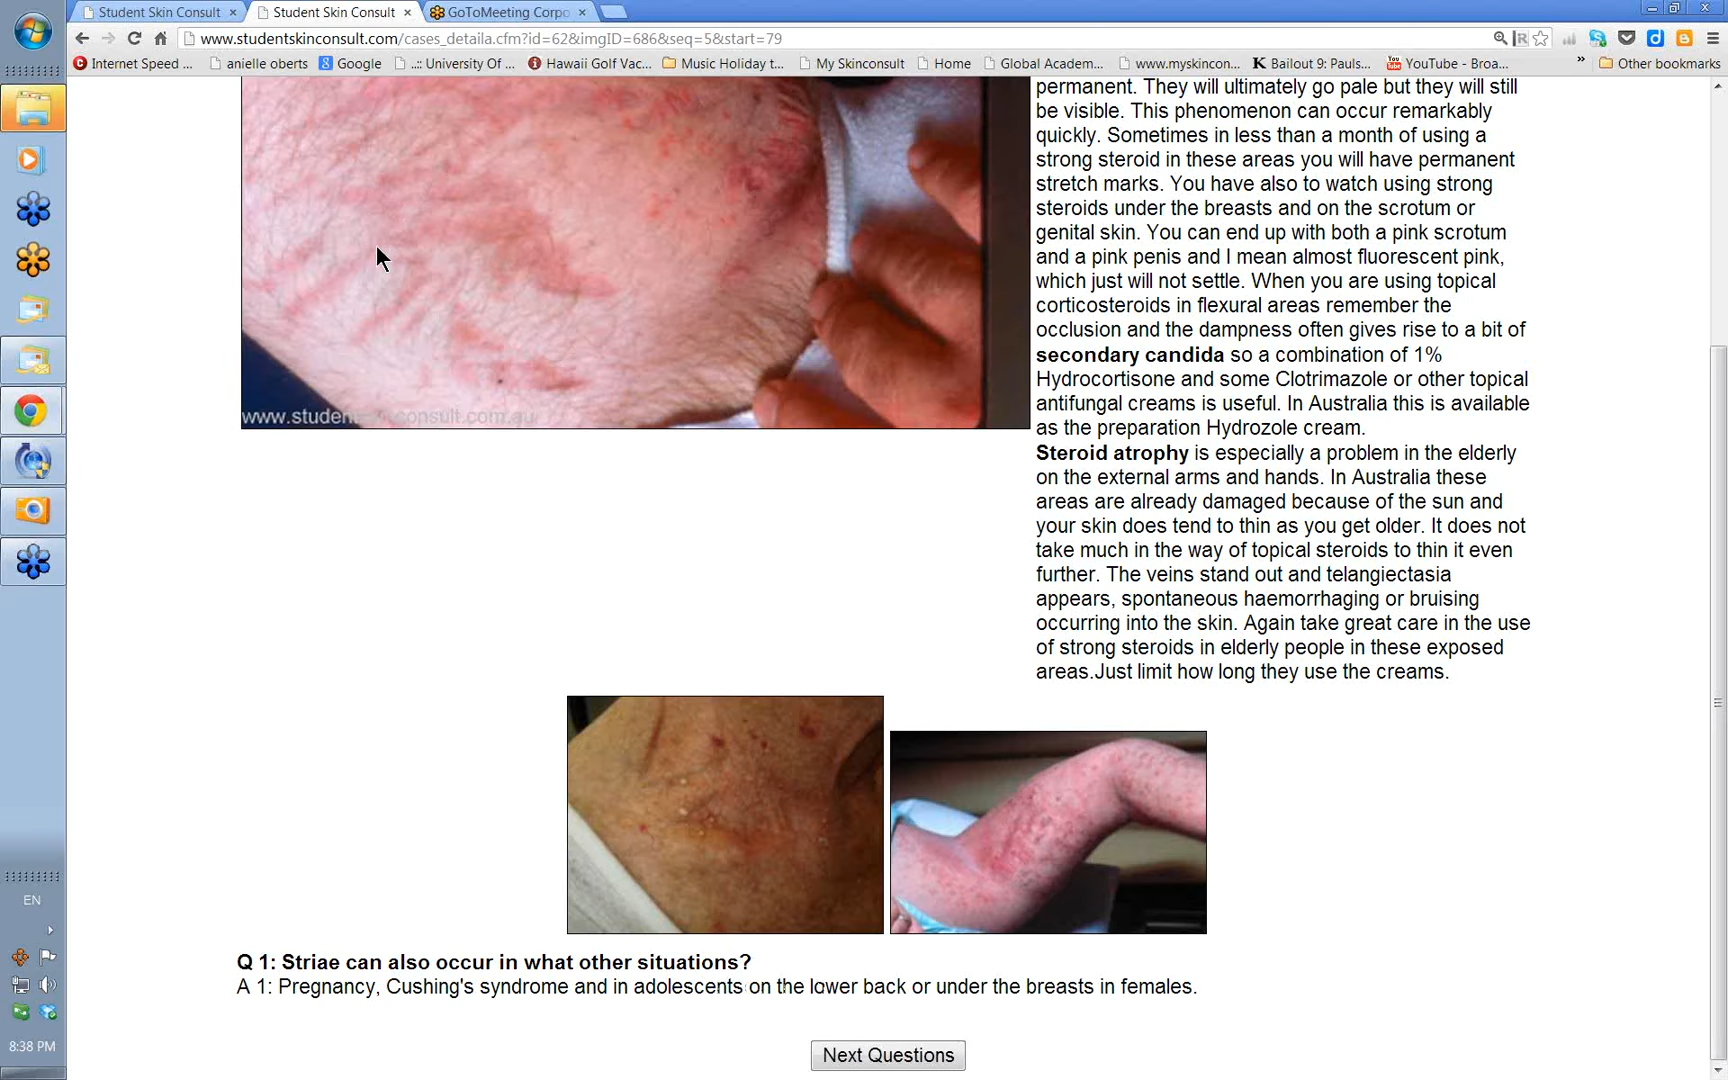 Student Skin Consult
Student Skin Consult
GoToMeeting Corpo
www.studentskinconsult.com/cases_detaila.cfm?id=62&imgID=686&seq=5&start=79
Internet Speed ...
anielle oberts
Google
..:: University Of ...
Hawaii Golf Vac...
Music Holiday t...
My Skinconsult
Home
Global Academ...
www.myskincon...
Bailout 9: Pauls...
YouTube - Broa...
»
Other bookmarks
permanent. They will ultimately go pale but they will still
be visible. This phenomenon can occur remarkably
quickly. Sometimes in less than a month of using a
strong steroid in these areas you will have permanent
stretch marks. You have also to watch using strong
steroids under the breasts and on the scrotum or
genital skin. You can end up with both a pink scrotum
and a pink penis and I mean almost fluorescent pink,
which just will not settle. When you are using topical
corticosteroids in flexural areas remember the
occlusion and the dampness often gives rise to a bit of
secondary candida so a combination of 1%
Hydrocortisone and some Clotrimazole or other topical
antifungal creams is useful. In Australia this is available
as the preparation Hydrozole cream.
Steroid atrophy is especially a problem in the elderly
on the external arms and hands. In Australia these
areas are already damaged because of the sun and
your skin does tend to thin as you get older. It does not
take much in the way of topical steroids to thin it even
further. The veins stand out and telangiectasia
appears, spontaneous haemorrhaging or bruising
occurring into the skin. Again take great care in the use
of strong steroids in elderly people in these exposed
areas.Just limit how long they use the creams.
www.studentskinconsult.com.au
Q 1: Striae can also occur in what other situations?
A 1: Pregnancy, Cushing's syndrome and in adolescents on the lower back or under the breasts in females.
Next Questions
EN
8:38 PM